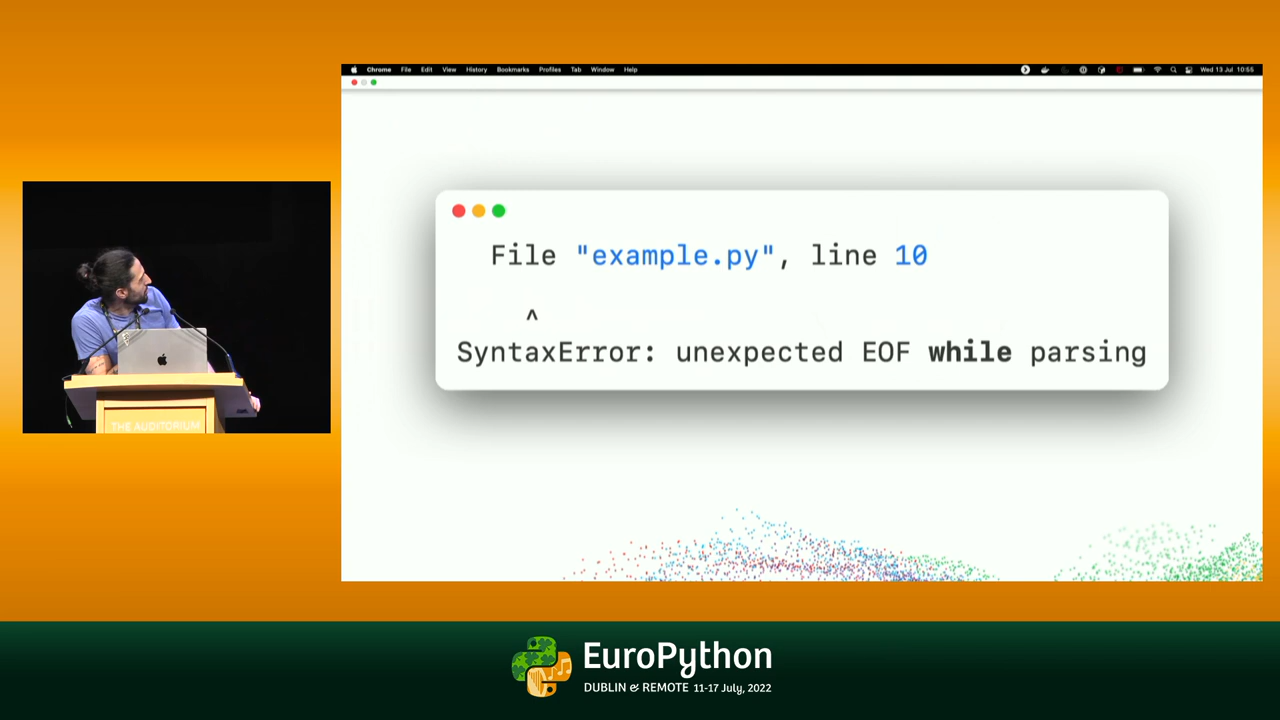 Chrome File Edit View History Bookmarks Profiles Tab Window Help
Wed 13 Jul 10:55
File "example.py", line 10
^
SyntaxError: unexpected EOF while parsing
THE AUDITORIUM
EuroPython
DUBLIN & REMOTE 11-17 July, 2022